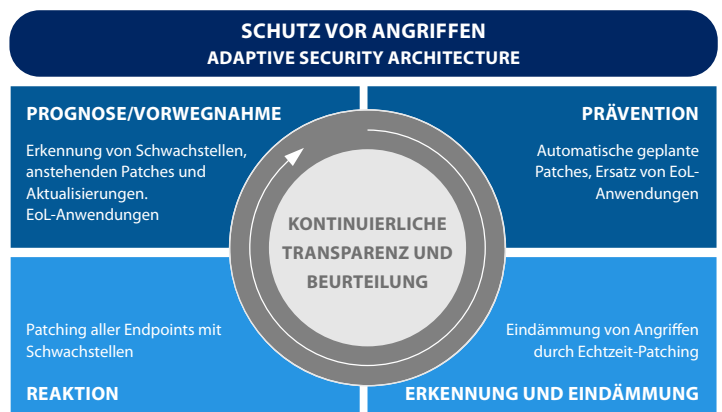 SCHUTZ VOR ANGRIFFEN
ADAPTIVE SECURITY ARCHITECTURE
PROGNOSE/VORWEGNAHME
Erkennung von Schwachstellen,
anstehenden Patches und
Aktualisierungen.
EoL-Anwendungen
PRÄVENTION
Automatische geplante
Patches, Ersatz von EoL-
Anwendungen
KONTINUIERLICHE
TRANSPARENZ UND
BEURTEILUNG
Patching aller Endpoints mit
Schwachstellen
REAKTION
Eindämmung von Angriffen
durch Echtzeit-Patching
ERKENNUNG UND EINDÄMMUNG